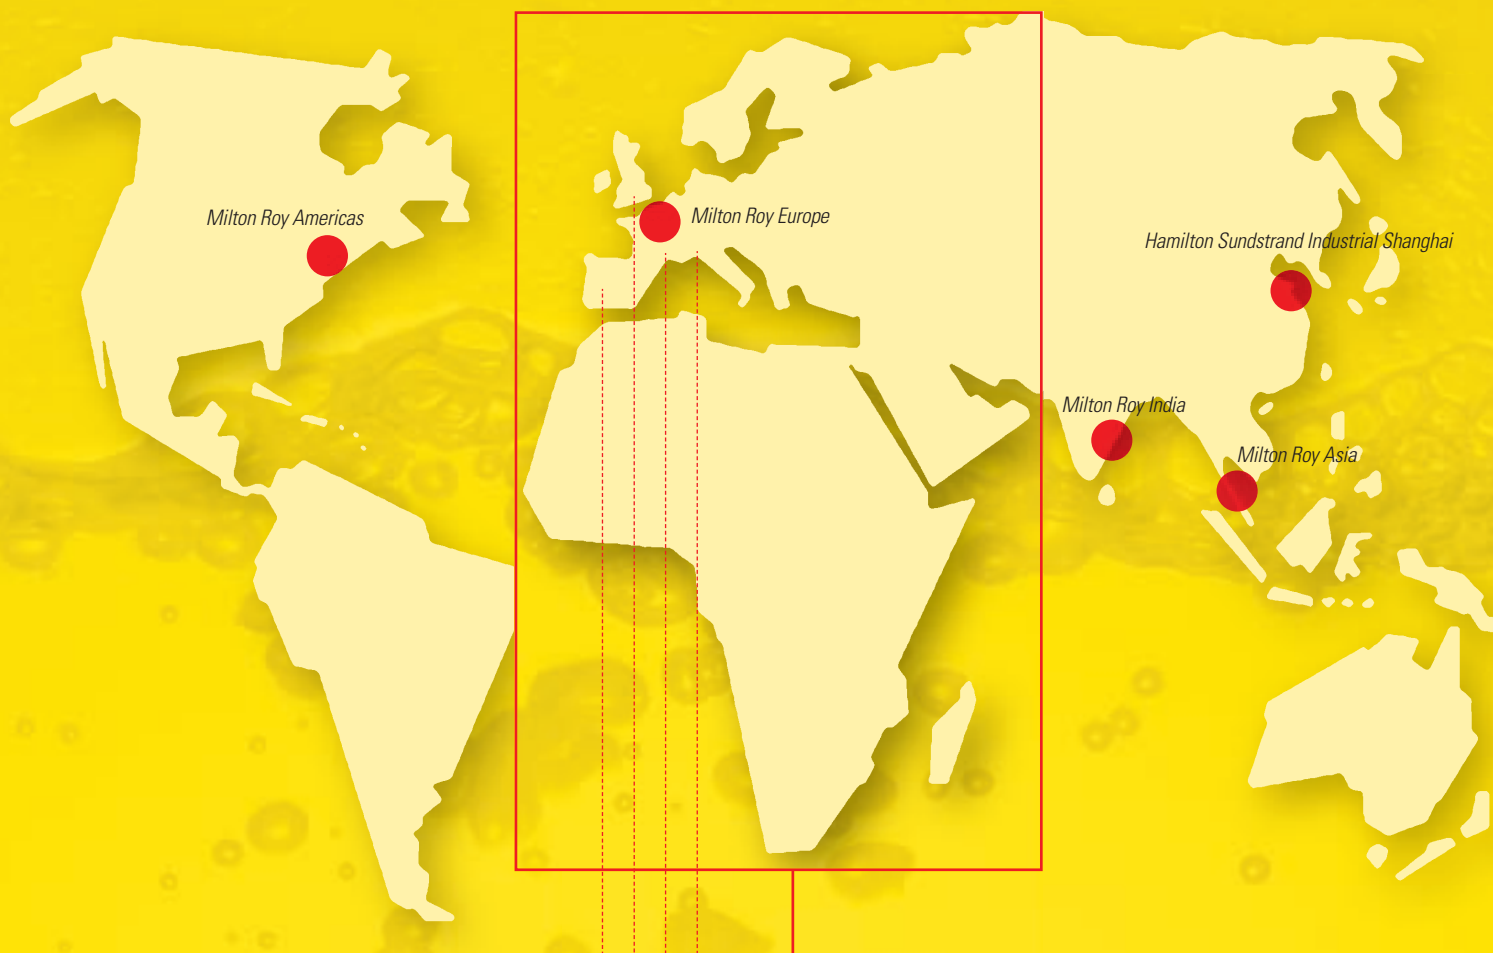 Milton Roy Americas
Milton Roy Europe
Hamilton Sundstrand Industrial Shanghai
Milton Roy India
Milton Roy Asia